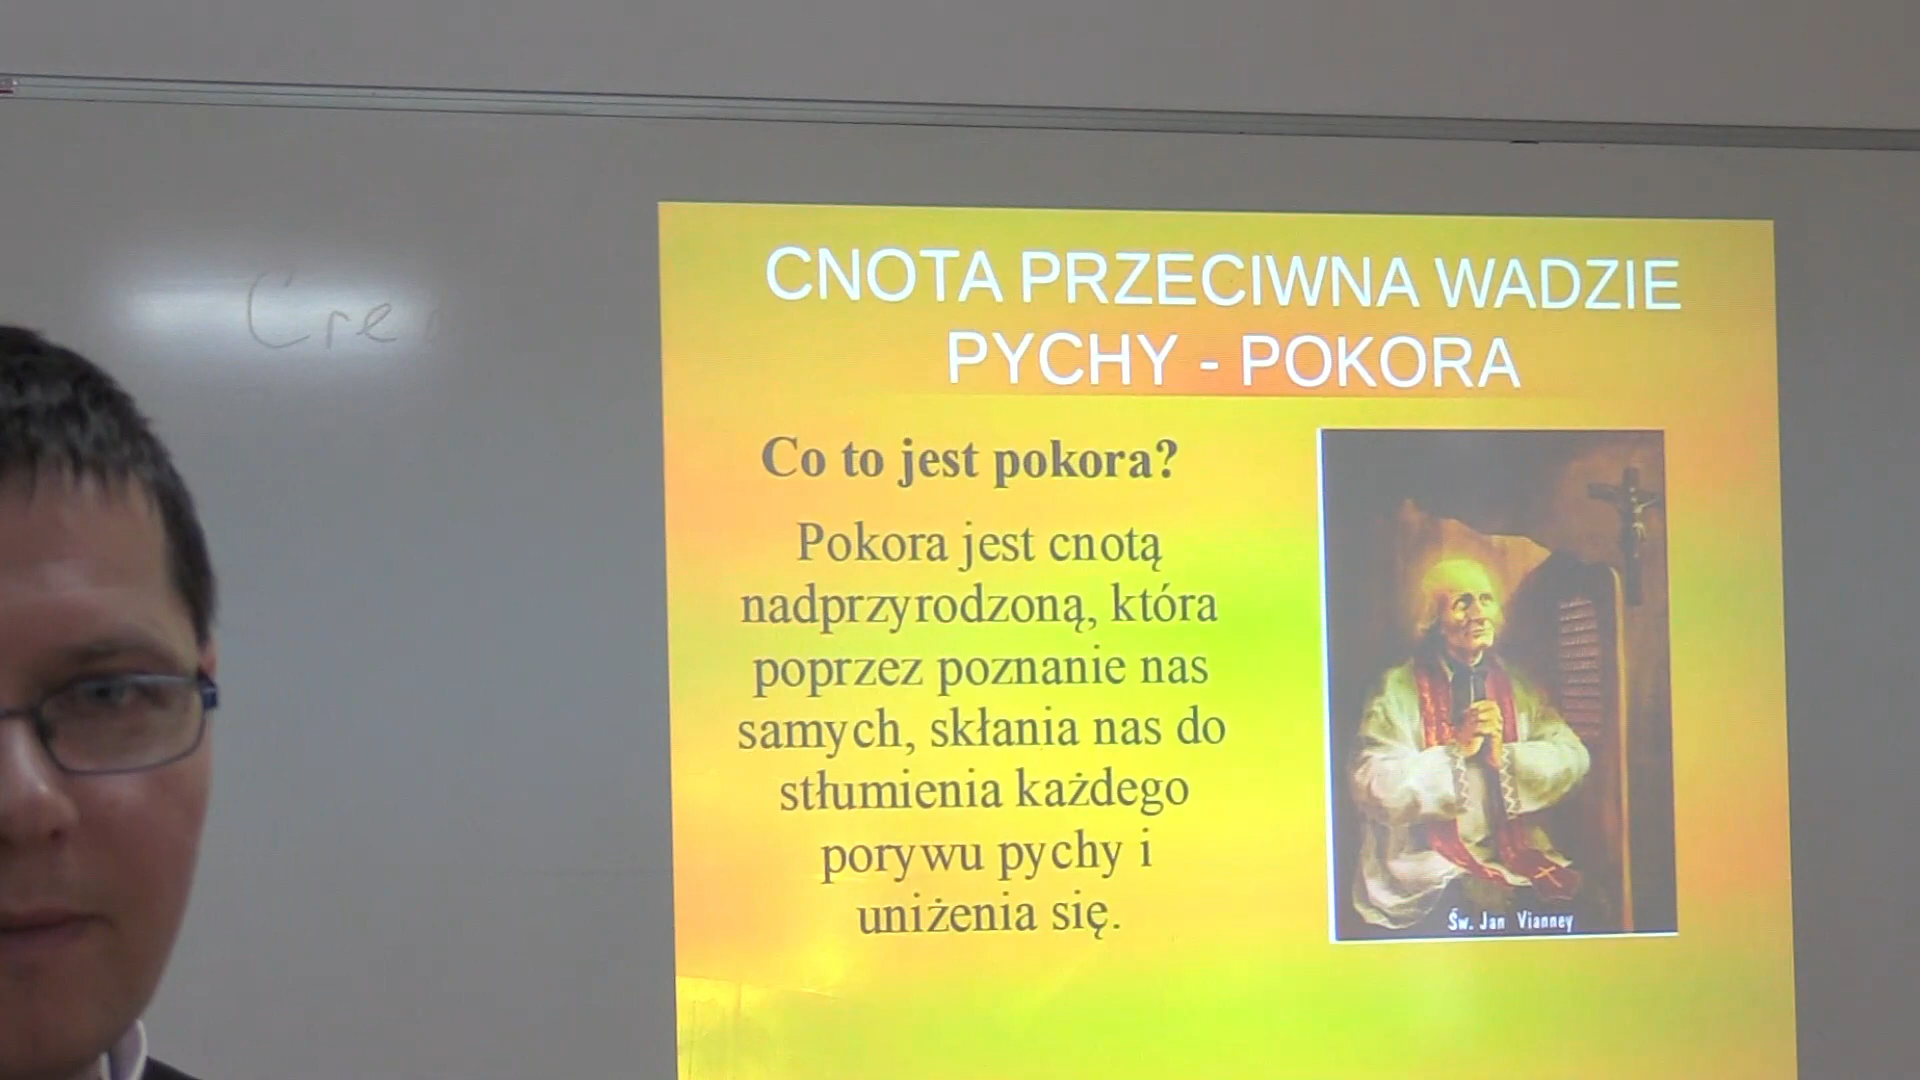 CNOTA PRZECIWNA WADZIE
PYCHY - POKORA
Co to jest pokora?
Pokora jest cnotą
nadprzyrodzoną, która
poprzez poznanie nas
samych, skłania nas do
stłumienia każdego
porywu pychy i
uniżenia się.
Św. Jan Vianney